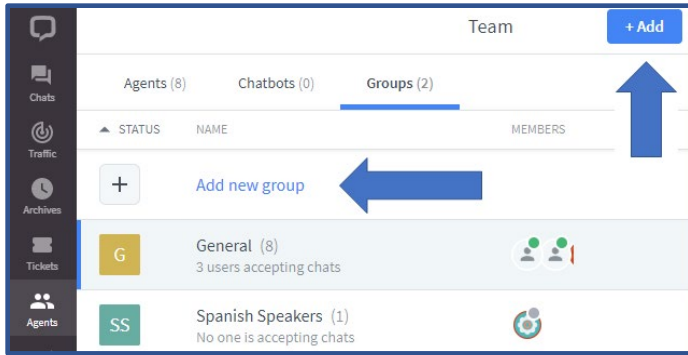 Team
+ Add
Agents (8) Chatbots (0) Groups (2)
STATUS NAME MEMBERS
+ Add new group
G General (8)
3 users accepting chats
SS Spanish Speakers (1)
No one is accepting chats
Chats
Traffic
Archives
Tickets
Agents